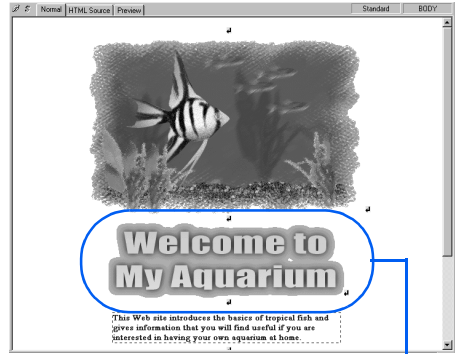 Normal HTML Source Preview Standard BODY
Welcome to
My Aquarium
This Web site introduces the basics of tropical fish and
gives information that you will find useful if you are
interested in having your own aquarium at home.